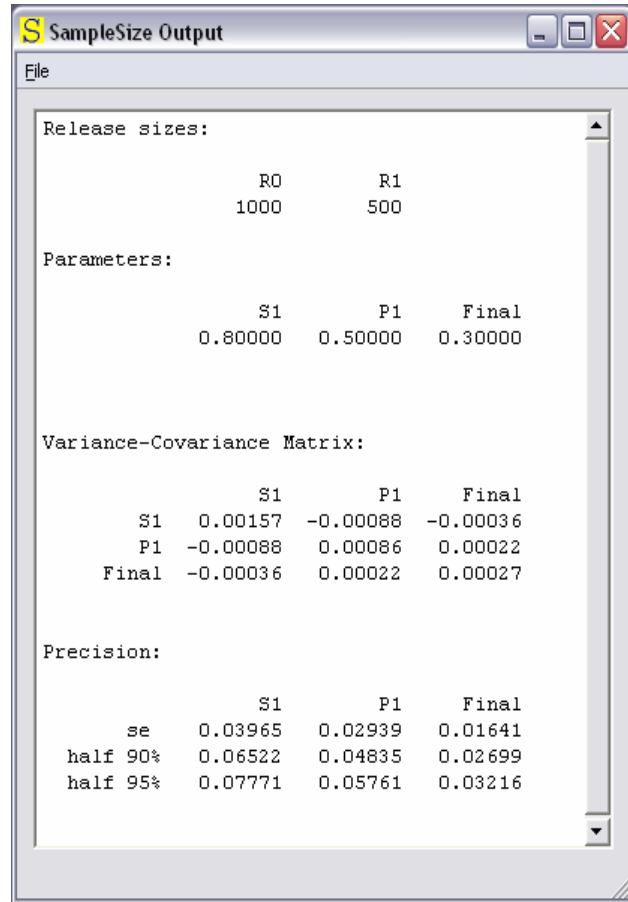 S SampleSize Output
File
Release sizes:
R0 R1
1000 500
Parameters:
S1 P1 Final
0.80000 0.50000 0.30000
Variance-Covariance Matrix:
S1 P1 Final
S1 0.00157 -0.00088 -0.00036
P1 -0.00088 0.00086 0.00022
Final -0.00036 0.00022 0.00027
Precision:
S1 P1 Final
se 0.03965 0.02939 0.01641
half 90% 0.06522 0.04835 0.02699
half 95% 0.07771 0.05761 0.03216